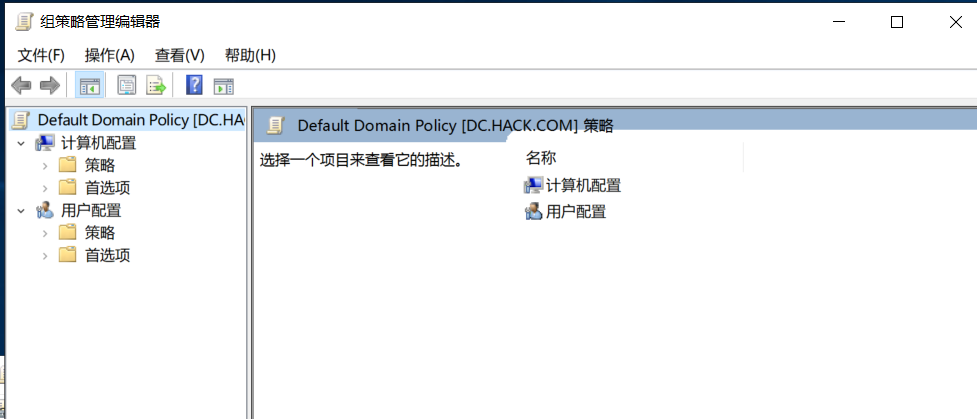 组策略管理编辑器
文件(F) 操作(A) 查看(V) 帮助(H)
Default Domain Policy [DC.HA
计算机配置
策略
首选项
用户配置
策略
首选项
Default Domain Policy [DC.HACK.COM] 策略
选择一个项目来查看它的描述。
名称
计算机配置
用户配置